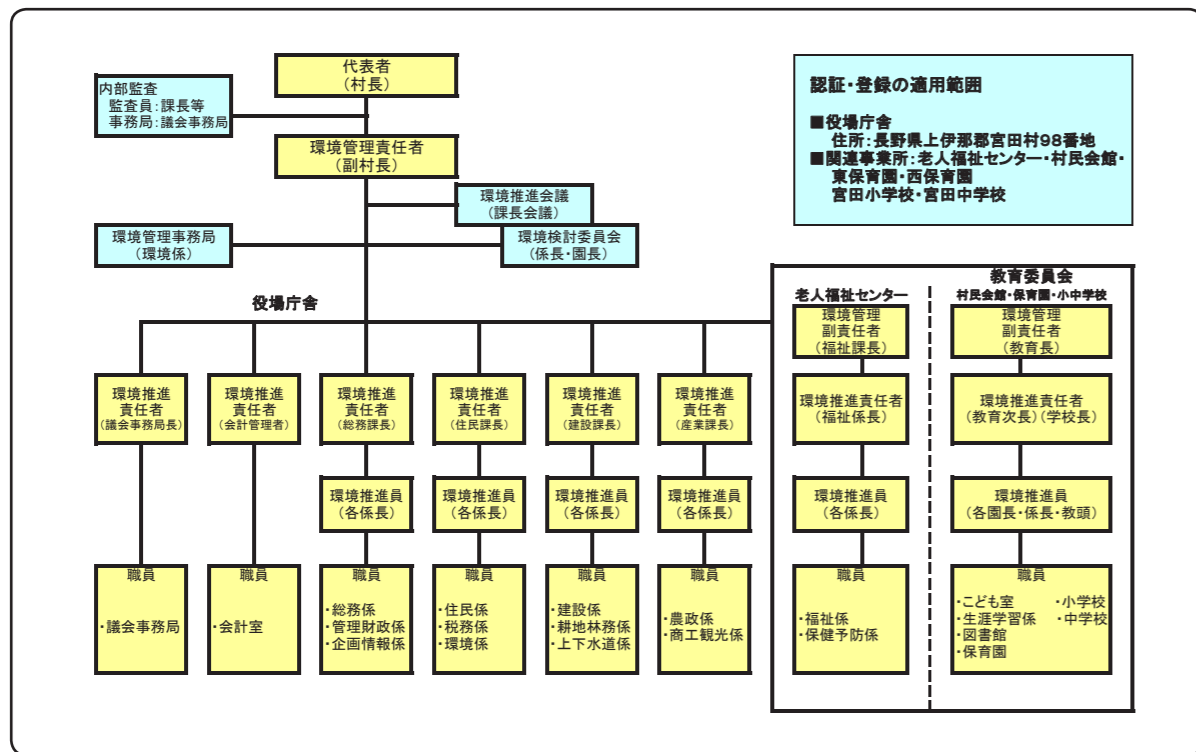 代表者
(村長)
内部監査
監査員:課長等
事務局:議会事務局
環境管理責任者
(副村長)
環境推進会議
(課長会議)
環境管理事務局
(環境係)
環境検討委員会
(係長・園長)
認証・登録の適用範囲
■役場庁舎
住所:長野県上伊那郡宮田村98番地
■関連事業所:老人福祉センター・村民会館・
東保育園・西保育園
宮田小学校・宮田中学校
役場庁舎
環境推進
責任者
(議会事務局長)
職員
・議会事務局
環境推進
責任者
(会計管理者)
職員
・会計室
環境推進
責任者
(総務課長)
環境推進員
(各係長)
職員
・総務係
・管理財政係
・企画情報係
環境推進
責任者
(住民課長)
環境推進員
(各係長)
職員
・住民係
・税務係
・環境係
環境推進
責任者
(建設課長)
環境推進員
(各係長)
職員
・建設係
・耕地林務係
・上下水道係
環境推進
責任者
(産業課長)
環境推進員
(各係長)
職員
・農政係
・商工観光係
老人福祉センター
環境管理
副責任者
(福祉課長)
環境推進責任者
(福祉係長)
環境推進員
(各係長)
職員
・福祉係
・保健予防係
教育委員会
村民会館・保育園・小中学校
環境管理
副責任者
(教育長)
環境推進責任者
(教育次長)(学校長)
環境推進員
(各園長・係長・教頭)
職員
・こども室 ・小学校
・生涯学習係 ・中学校
・図書館
・保育園